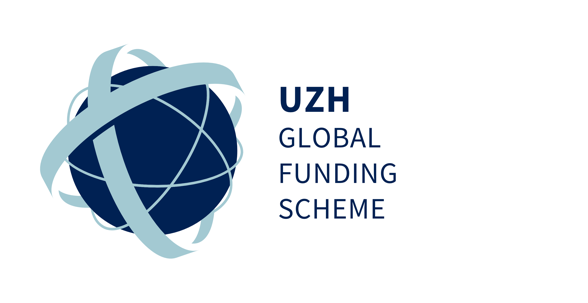 UZH
GLOBAL
FUNDING
SCHEME